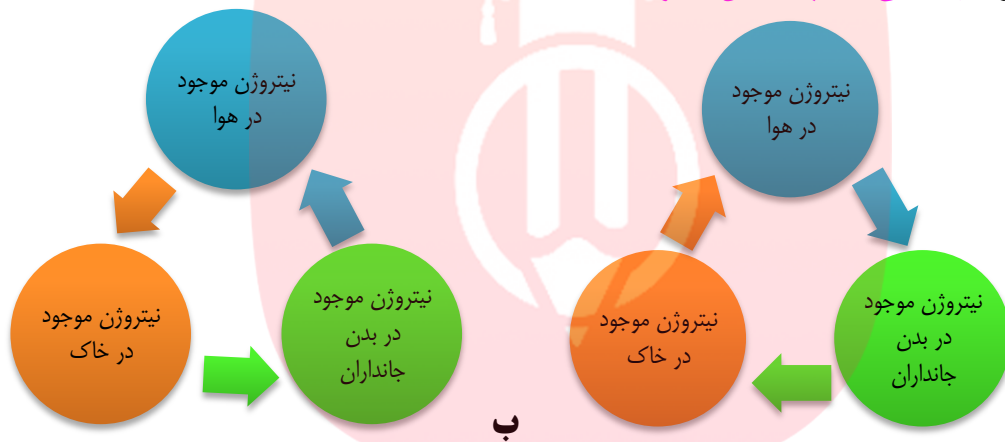 نیتروژن موجود
در هوا
نیتروژن موجود
در بدن
جانداران
نیتروژن موجود
در خاک
نیتروژن موجود
در هوا
نیتروژن موجود
در بدن
جانداران
نیتروژن موجود
در خاک
ب